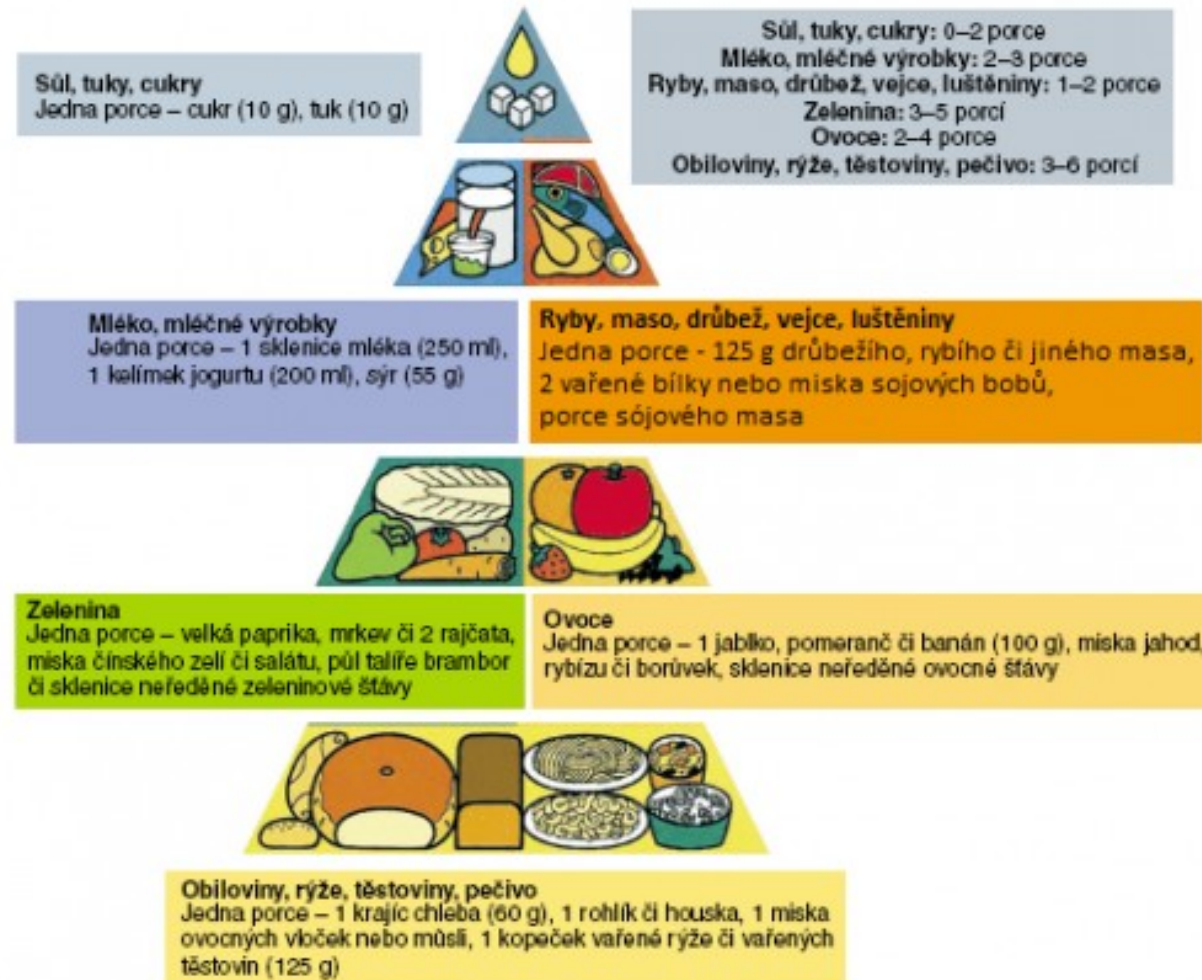 Sůl, tuky, cukry
Jedna porce – cukr (10 g), tuk (10 g)
Sůl, tuky, cukry: 0–2 porce
Mléko, mléčné výrobky: 2–3 porce
Ryby, maso, drůbež, vejce, luštěniny: 1–2 porce
Zelenina: 3–5 porcí
Ovoce: 2–4 porce
Obiloviny, rýže, těstoviny, pečivo: 3–6 porcí
Mléko, mléčné výrobky
Jedna porce – 1 sklenice mléka (250 ml),
1 kelímek jogurtu (200 ml), sýr (55 g)
Ryby, maso, drůbež, vejce, luštěniny
Jedna porce - 125 g drůbežího, rybího či jiného masa,
2 vařené bílky nebo miska sojových bobů,
porce sójového masa
Zelenina
Jedna porce – velká paprika, mrkev či 2 rajčata,
miska čínského zelí či salátu, půl talíře brambor
či sklenice neředěné zeleninové šťávy
Ovoce
Jedna porce – 1 jablko, pomeranč či banán (100 g), miska jahod,
rybízu či borůvek, sklenice neředěné ovocné šťávy
Obiloviny, rýže, těstoviny, pečivo
Jedna porce – 1 krajíc chleba (60 g), 1 rohlík či houska, 1 miska
ovocných vloček nebo műsli, 1 kopeček vařené rýže či vařených
těstovin (125 g)